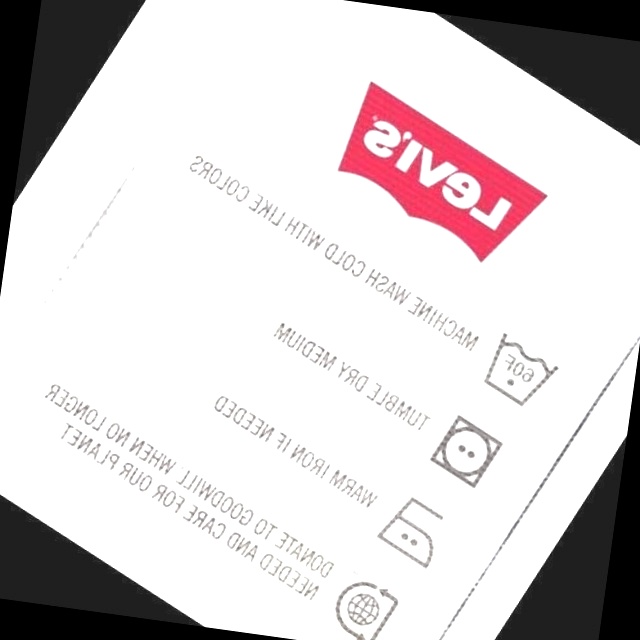 Levi's
MACHINE WASH COLD WITH LIKE COLORS
60F
TUMBLE DRY MEDIUM
WARM IRON IF NEEDED
DONATE TO GOODWILL WHEN NO LONGER
NEEDED AND CARE FOR OUR PLANET